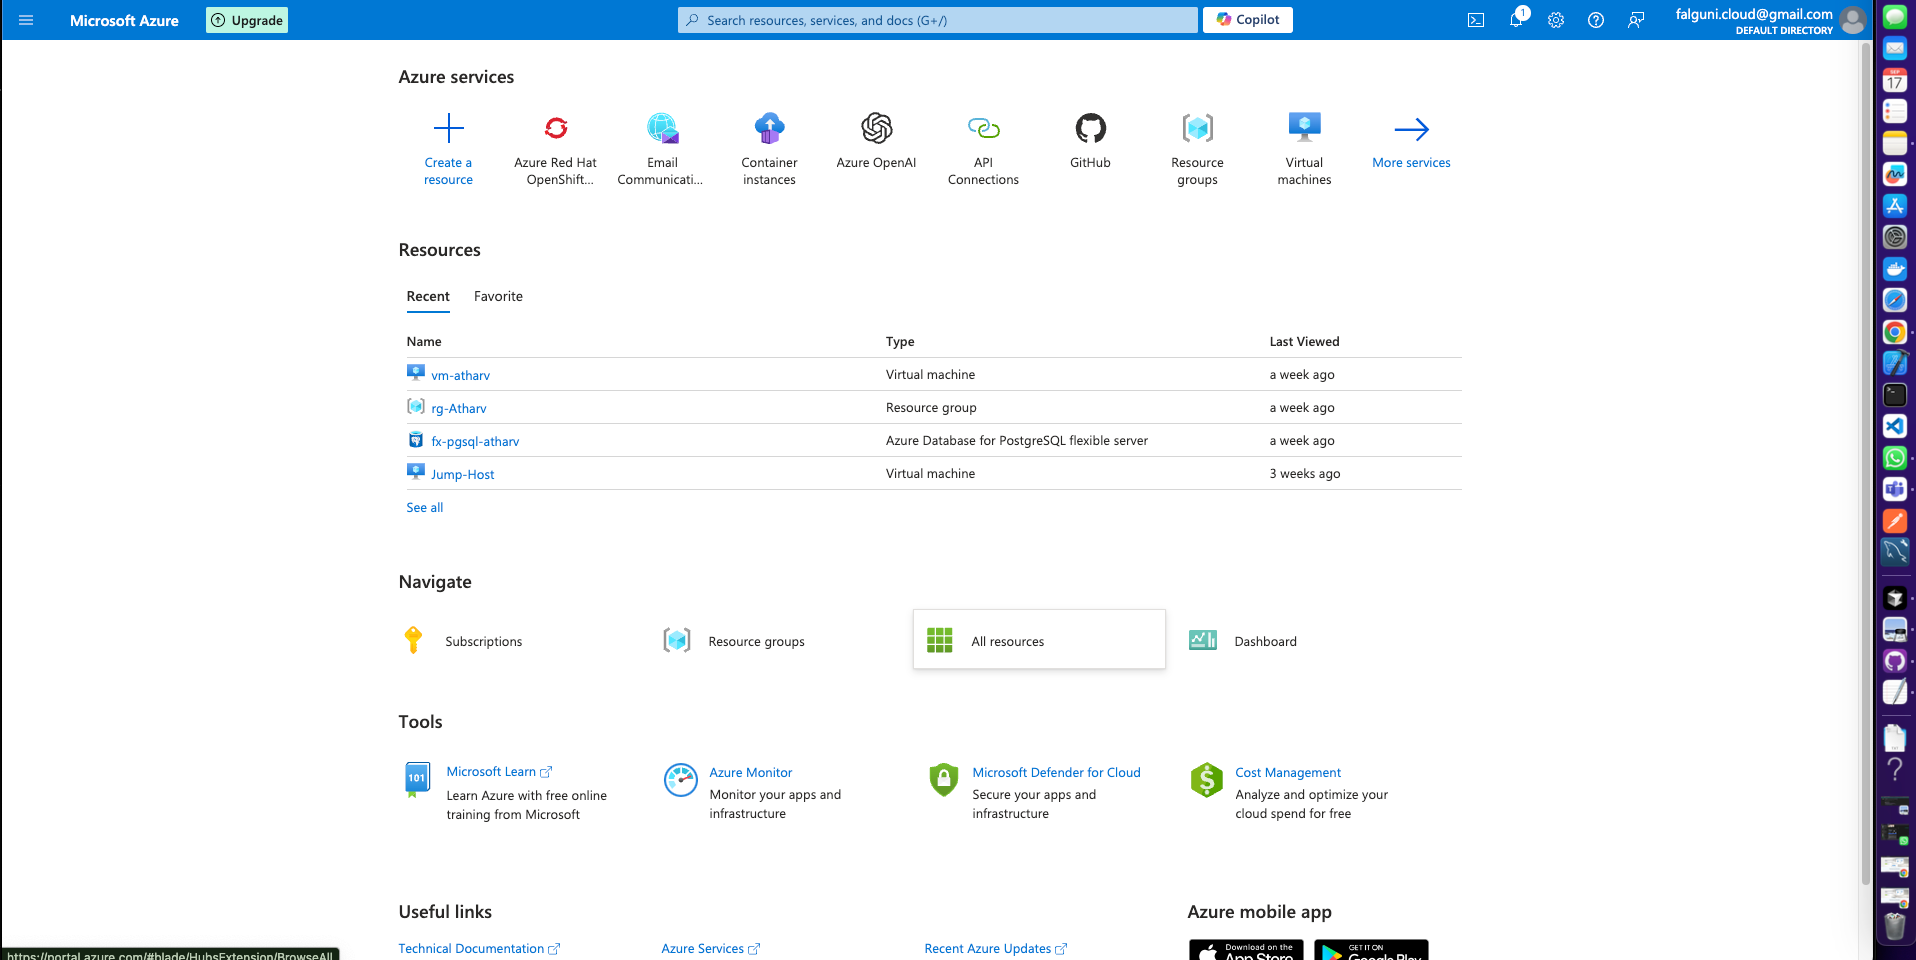 Microsoft Azure
Upgrade
Search resources, services, and docs (G+/)
Copilot
1
falguni.cloud@gmail.com
DEFAULT DIRECTORY
Azure services
Create a
resource
Azure Red Hat
OpenShift...
Email
Communicati...
Container
instances
Azure OpenAI
API
Connections
GitHub
Resource
groups
Virtual
machines
More services
Resources
Recent
Favorite
Name
Type
Last Viewed
vm-atharv
Virtual machine
a week ago
rg-Atharv
Resource group
a week ago
fx-pgsql-atharv
Azure Database for PostgreSQL flexible server
a week ago
Jump-Host
Virtual machine
3 weeks ago
See all
Navigate
Subscriptions
Resource groups
All resources
Dashboard
Tools
101
Microsoft Learn
Learn Azure with free online
training from Microsoft
Azure Monitor
Monitor your apps and
infrastructure
Microsoft Defender for Cloud
Secure your apps and
infrastructure
Cost Management
Analyze and optimize your
cloud spend for free
Useful links
Azure mobile app
Technical Documentation
Azure Services
Recent Azure Updates
Download on the
App Store
GET IT ON
Google Play
https://portal.azure.com/#blade/HubsExtension/BrowseAll
SEP
17